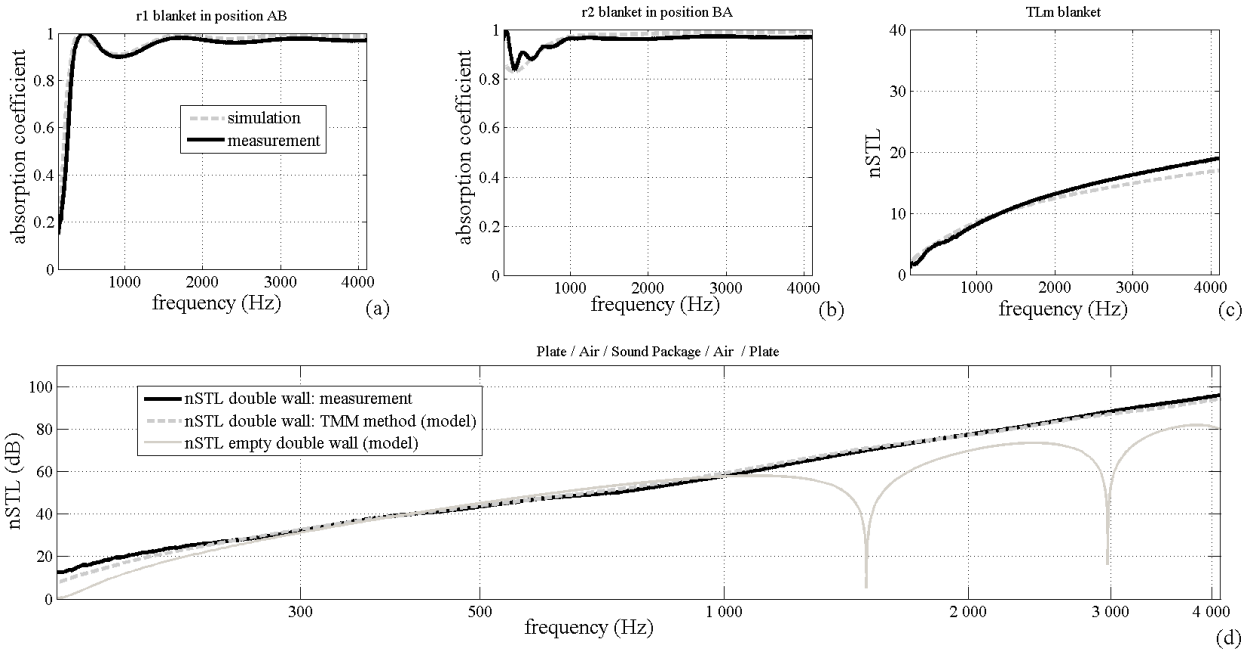 r1 blanket in position AB
absorption coefficient
1
0.8
0.6
0.4
0.2
0
simulation
measurement
1000 2000 3000 4000
frequency (Hz)
(a)
r2 blanket in position BA
absorption coefficient
1
0.8
0.6
0.4
0.2
0
1000 2000 3000 4000
frequency (Hz)
(b)
TLm blanket
nSTL
40
30
20
10
0
1000 2000 3000 4000
frequency (Hz)
(c)
Plate / Air / Sound Package / Air / Plate
nSTL (dB)
100
80
60
40
20
0
nSTL double wall: measurement
nSTL double wall: TMM method (model)
nSTL empty double wall (model)
300 500 1 000 2 000 3 000 4 000
frequency (Hz)
(d)